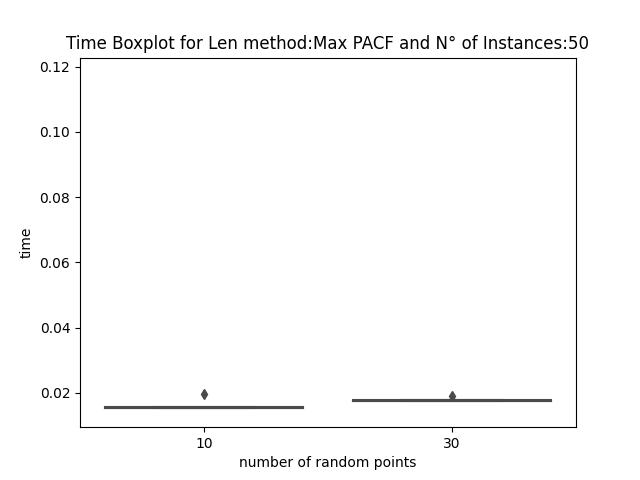 Time Boxplot for Len method:Max PACF and N° of Instances:50
0.12
0.10
0.08
0.06
0.04
0.02
time
10 30
number of random points